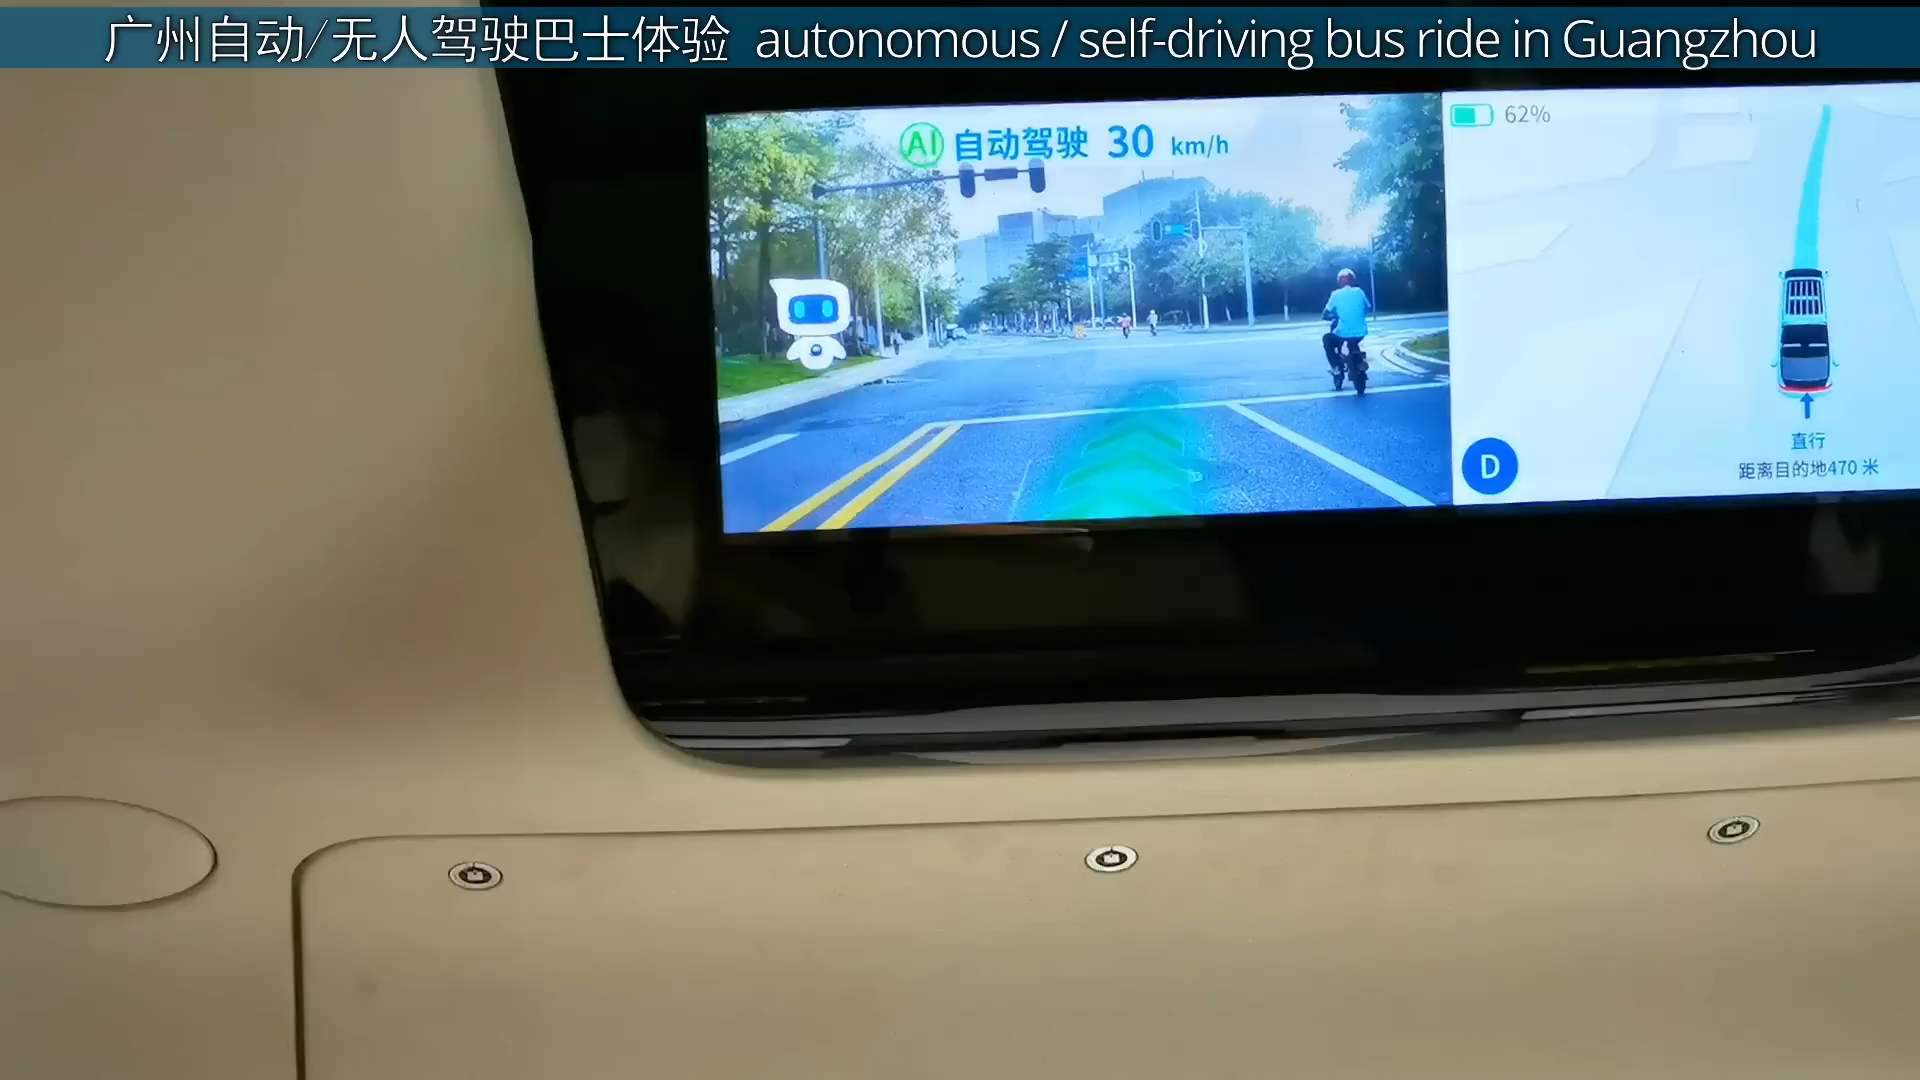 广州自动/无人驾驶巴士体验 autonomous / self-driving bus ride in Guangzhou
AI 自动驾驶 30 km/h
62%
D
直行
距离目的地470 米